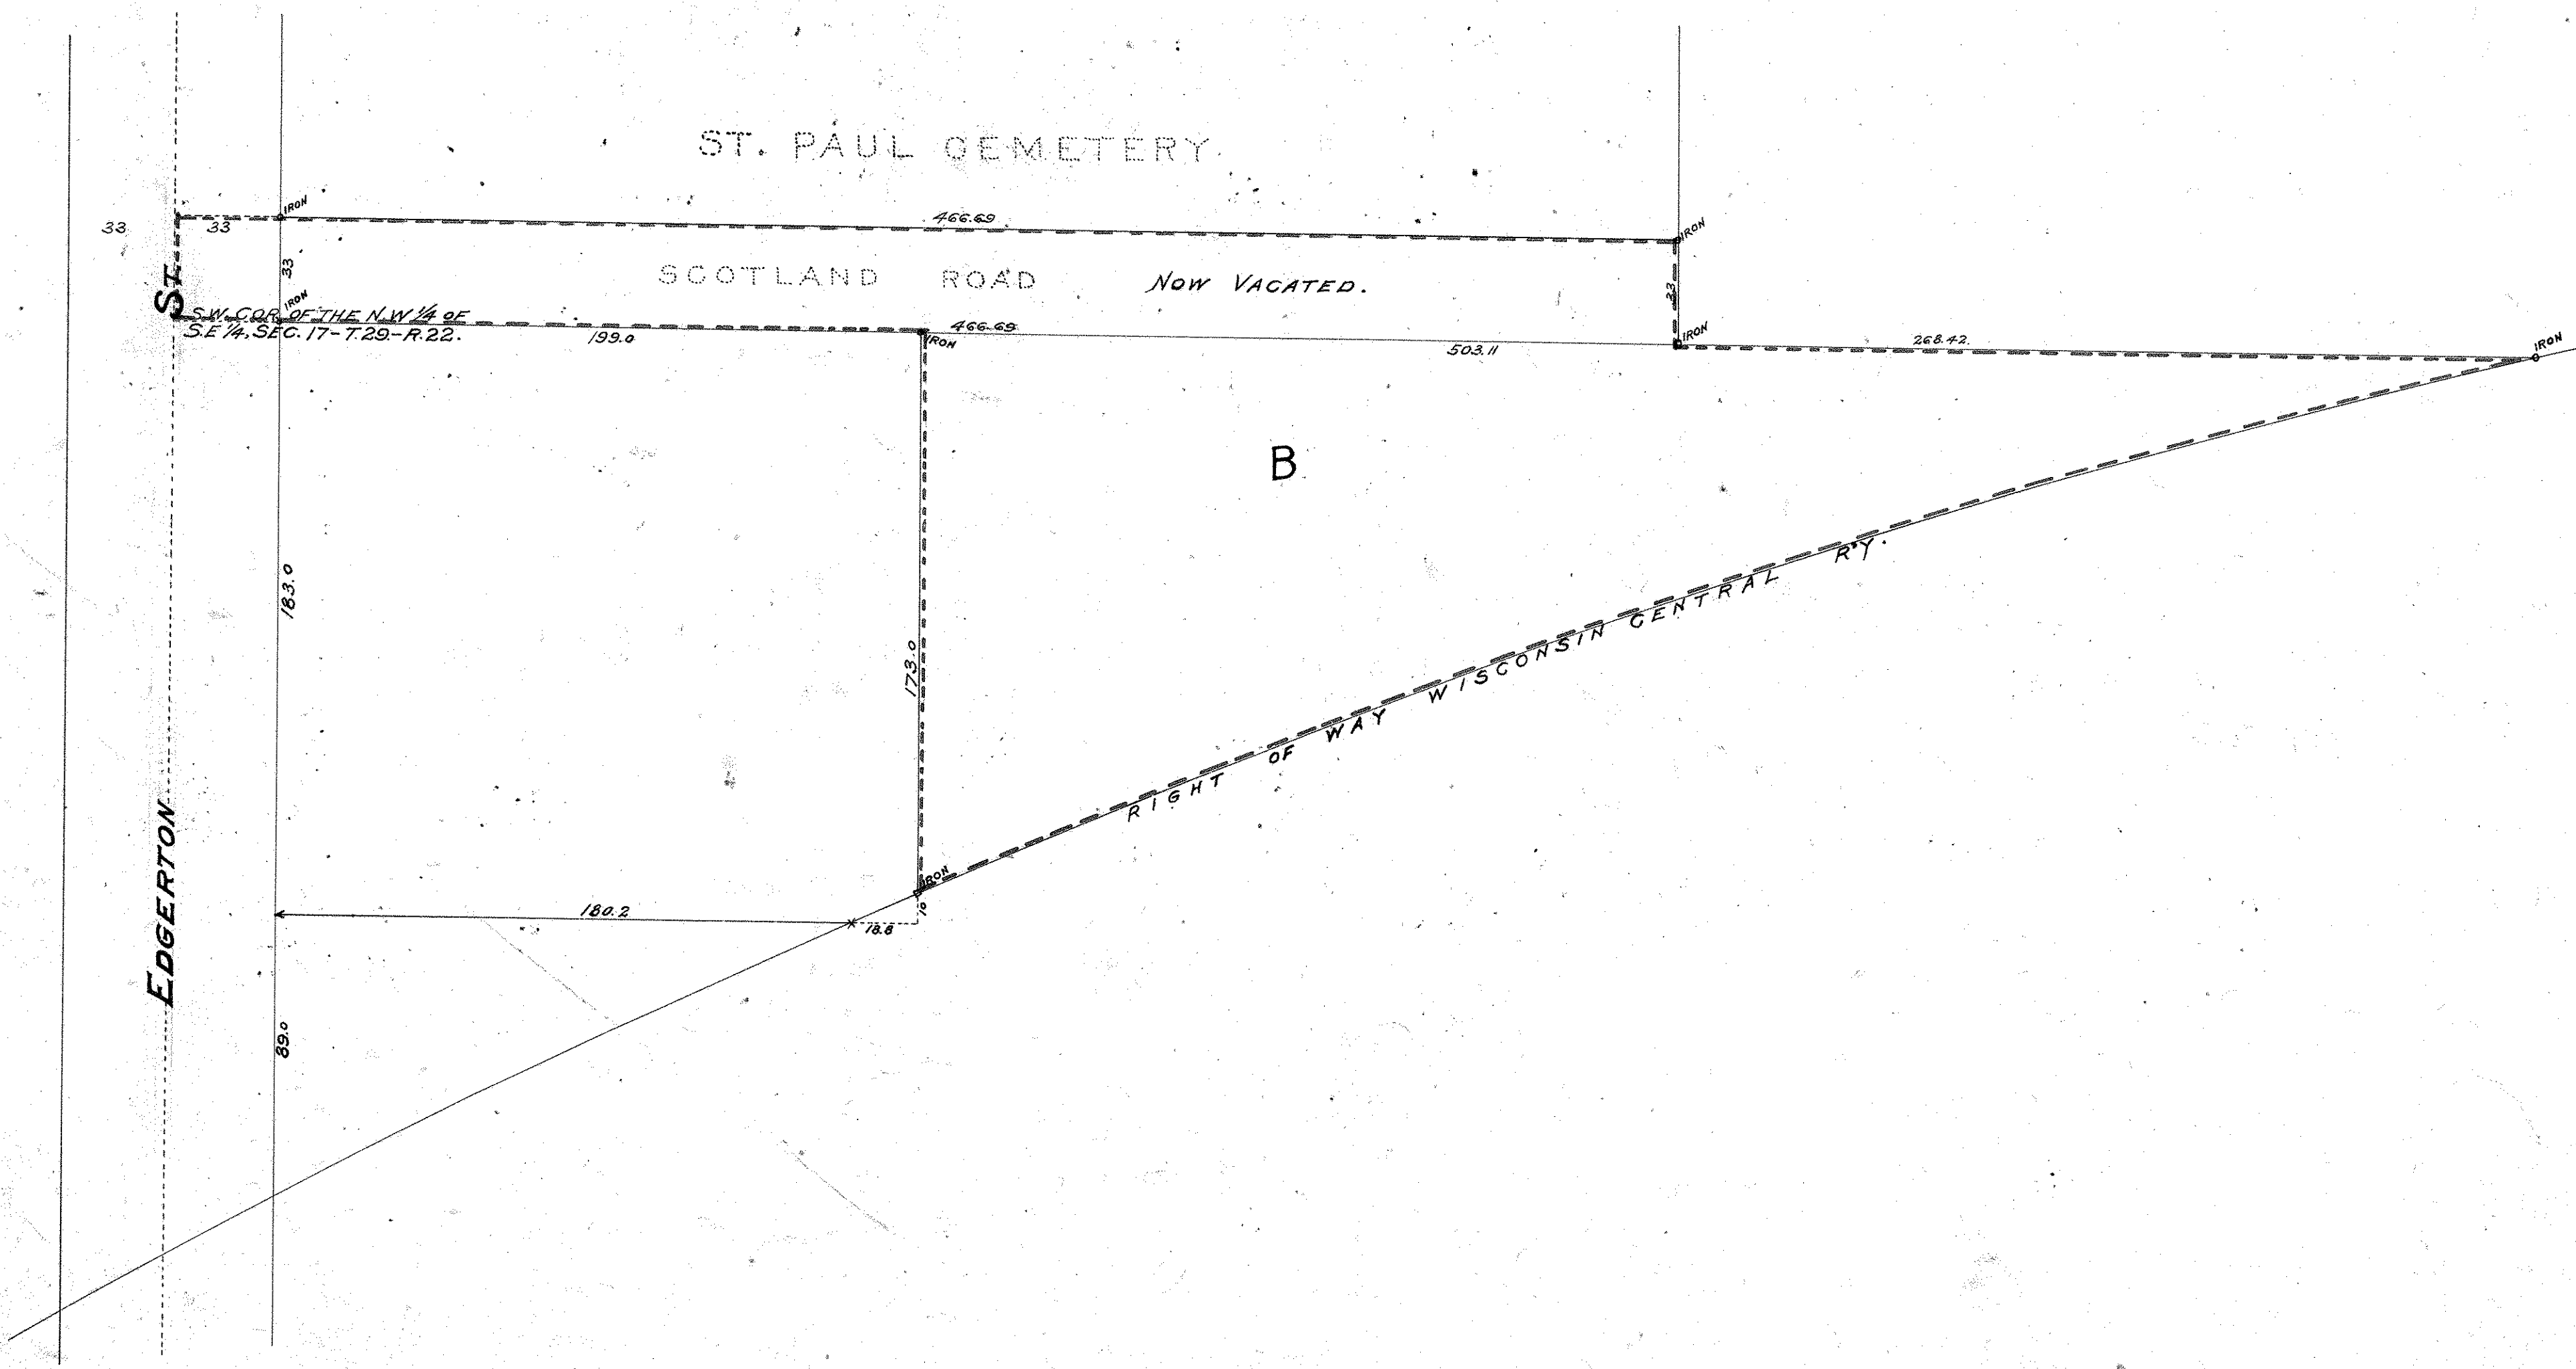 ST. PAUL CEMETERY.
IRON
466.69
IRON
33
33
33
SCOTLAND ROAD NOW VACATED.
33
IRON
S.W. COR. OF THE N.W. 1/4 OF
S.E 1/4, SEC. 17-T.29.-R.22.
199.0
466.69
IRON
503.11
IRON
268.42.
IRON
B
183.0
173.0
RIGHT OF WAY WISCONSIN CENTRAL R'Y.
IRON
10
180.2
18.8
89.0
EDGERTON ST.